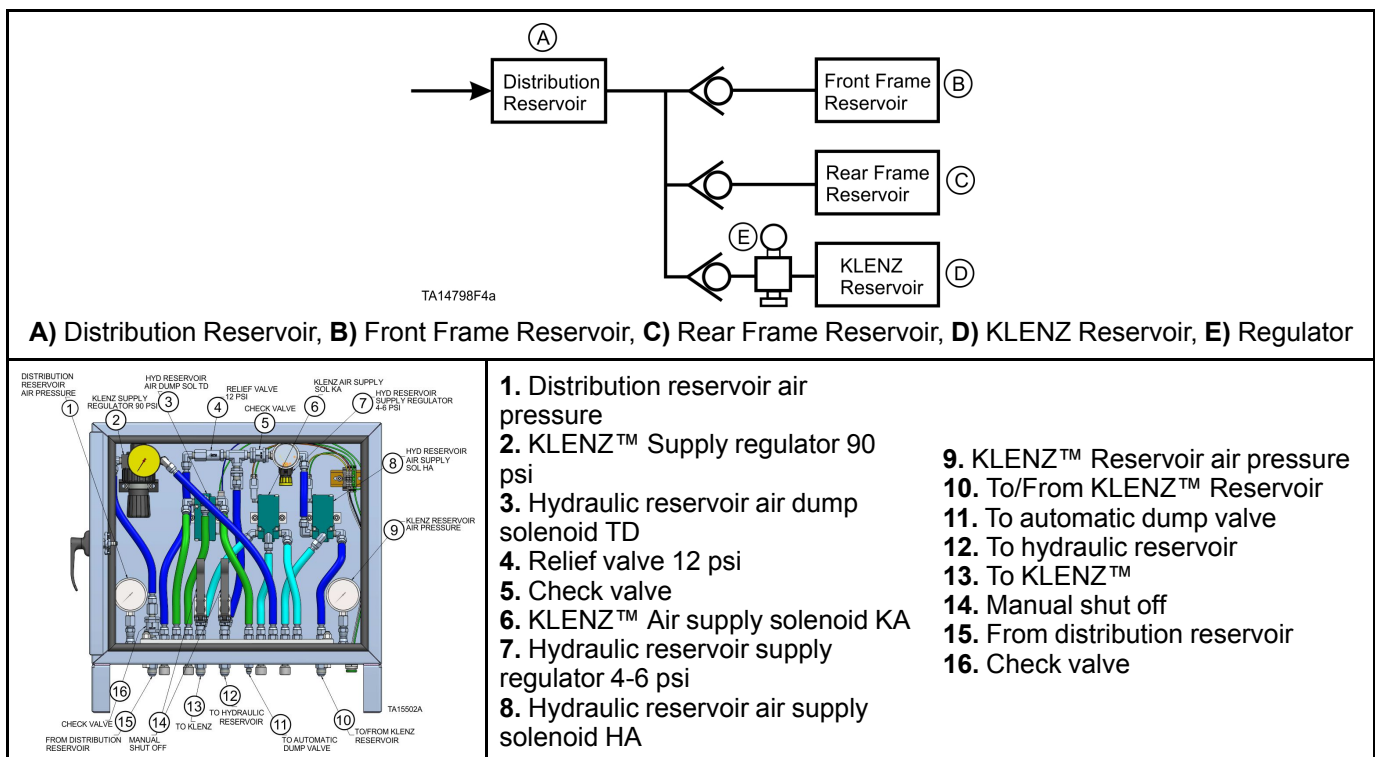 A
Distribution
Reservoir
Front Frame
Reservoir
B
Rear Frame
Reservoir
C
E
KLENZ
Reservoir
D
TA14798F4a
A) Distribution Reservoir, B) Front Frame Reservoir, C) Rear Frame Reservoir, D) KLENZ Reservoir, E) Regulator
DISTRIBUTION
RESERVOIR
AIR PRESSURE
1
KLENZ SUPPLY
REGULATOR 90 PSI
2
HYD RESERVOIR
AIR DUMP SOL TD
3
RELIEF VALVE
12 PSI
4
CHECK VALVE
5
KLENZ AIR SUPPLY
SOL KA
6
HYD RESERVOIR
SUPPLY REGULATOR
4-6 PSI
7
HYD RESERVOIR
AIR SUPPLY
SOL HA
8
KLENZ RESERVOIR
AIR PRESSURE
9
TA15502A
16
CHECK VALVE
15
FROM DISTRIBUTION
RESERVOIR
14
MANUAL
SHUT OFF
13
TO KLENZ
12
TO HYDRAULIC
RESERVOIR
11
TO AUTOMATIC
DUMP VALVE
10
TO/FROM KLENZ
RESERVOIR
1. Distribution reservoir air
pressure
2. KLENZ™ Supply regulator 90
psi
3. Hydraulic reservoir air dump
solenoid TD
4. Relief valve 12 psi
5. Check valve
6. KLENZ™ Air supply solenoid KA
7. Hydraulic reservoir supply
regulator 4-6 psi
8. Hydraulic reservoir air supply
solenoid HA
9. KLENZ™ Reservoir air pressure
10. To/From KLENZ™ Reservoir
11. To automatic dump valve
12. To hydraulic reservoir
13. To KLENZ™
14. Manual shut off
15. From distribution reservoir
16. Check valve